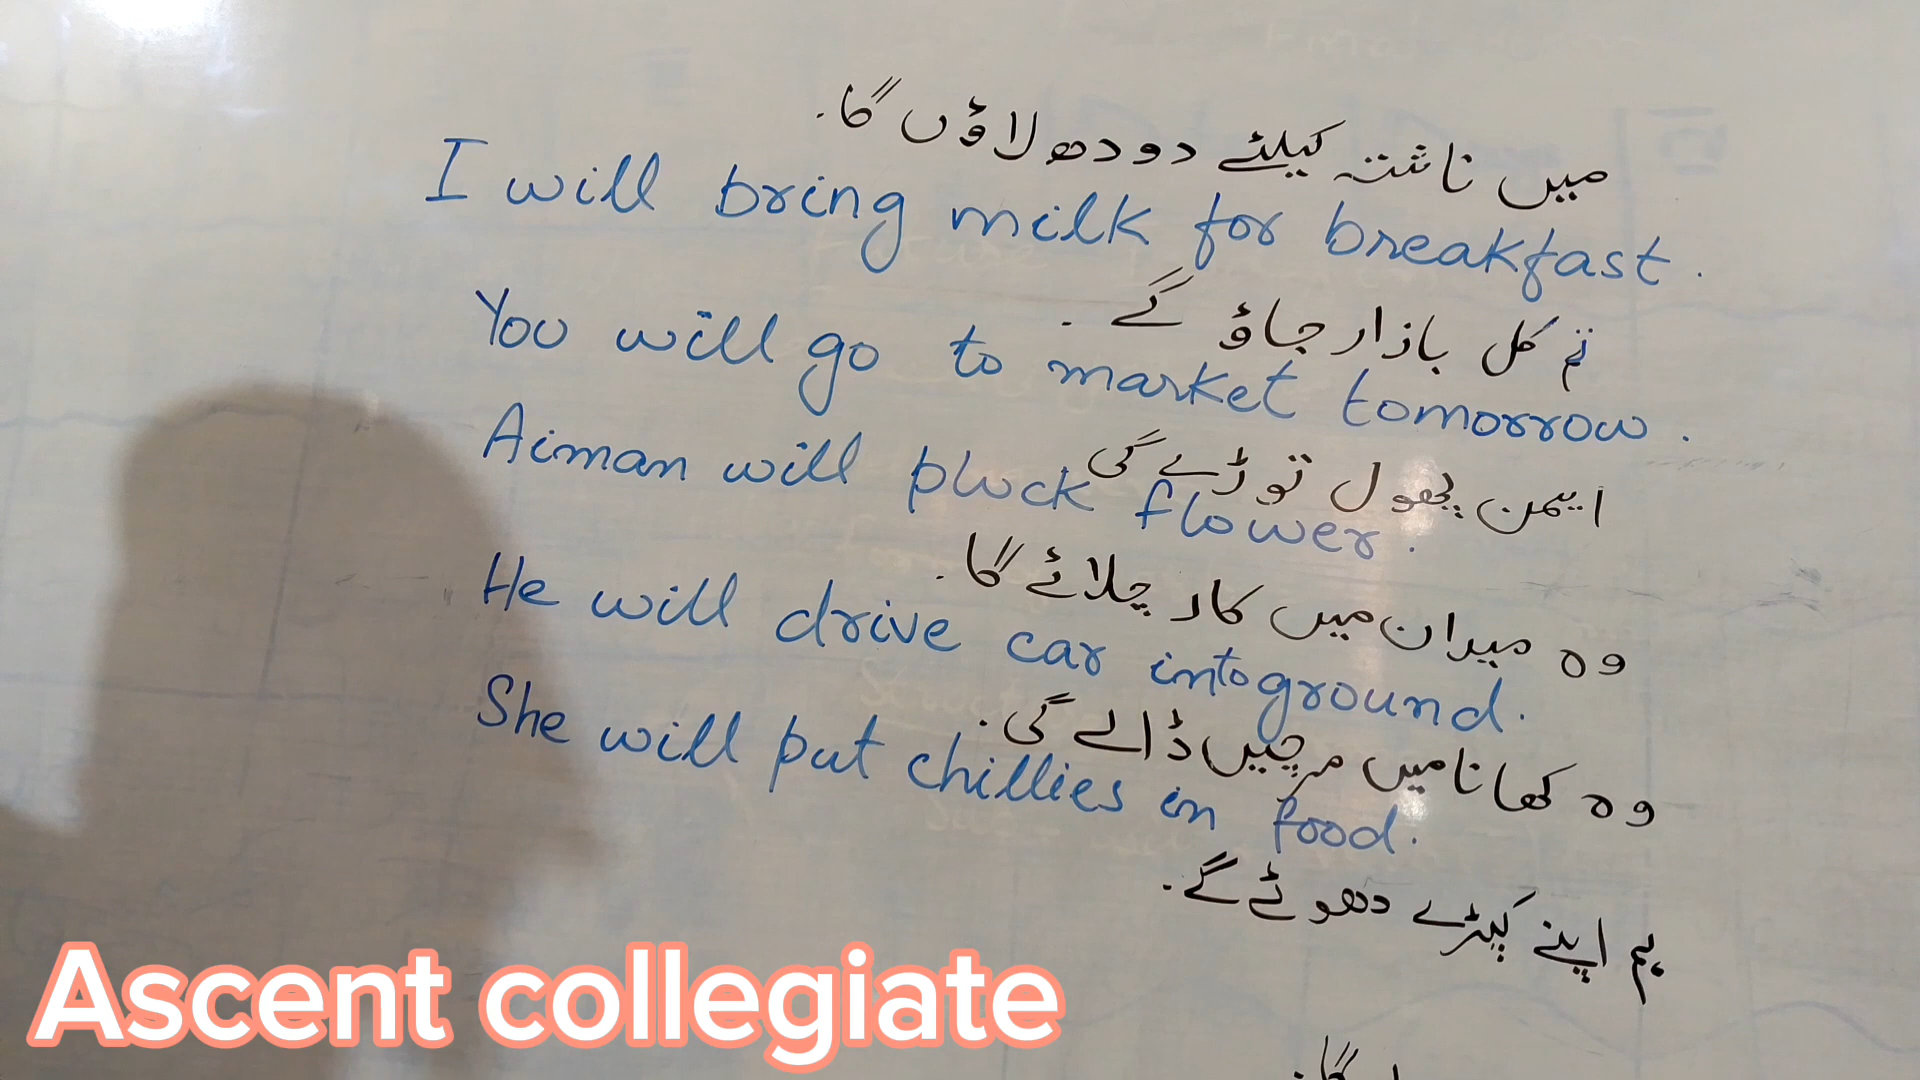 میں ناشتہ کیلئے دودھ لاؤں گا۔
I will bring milk for breakfast.
تم کل بازار جاؤ گے۔
You will go to market tomorrow.
ایمن پھول توڑے گی
Aiman will pluck flower.
وہ میدان میں کار چلائے گا۔
He will drive car into ground.
وہ کھانا میں مرچیں ڈالے گی۔
She will put chillies in food.
ہم اپنے کپڑے دھوئے گے۔
گا۔
Ascent collegiate